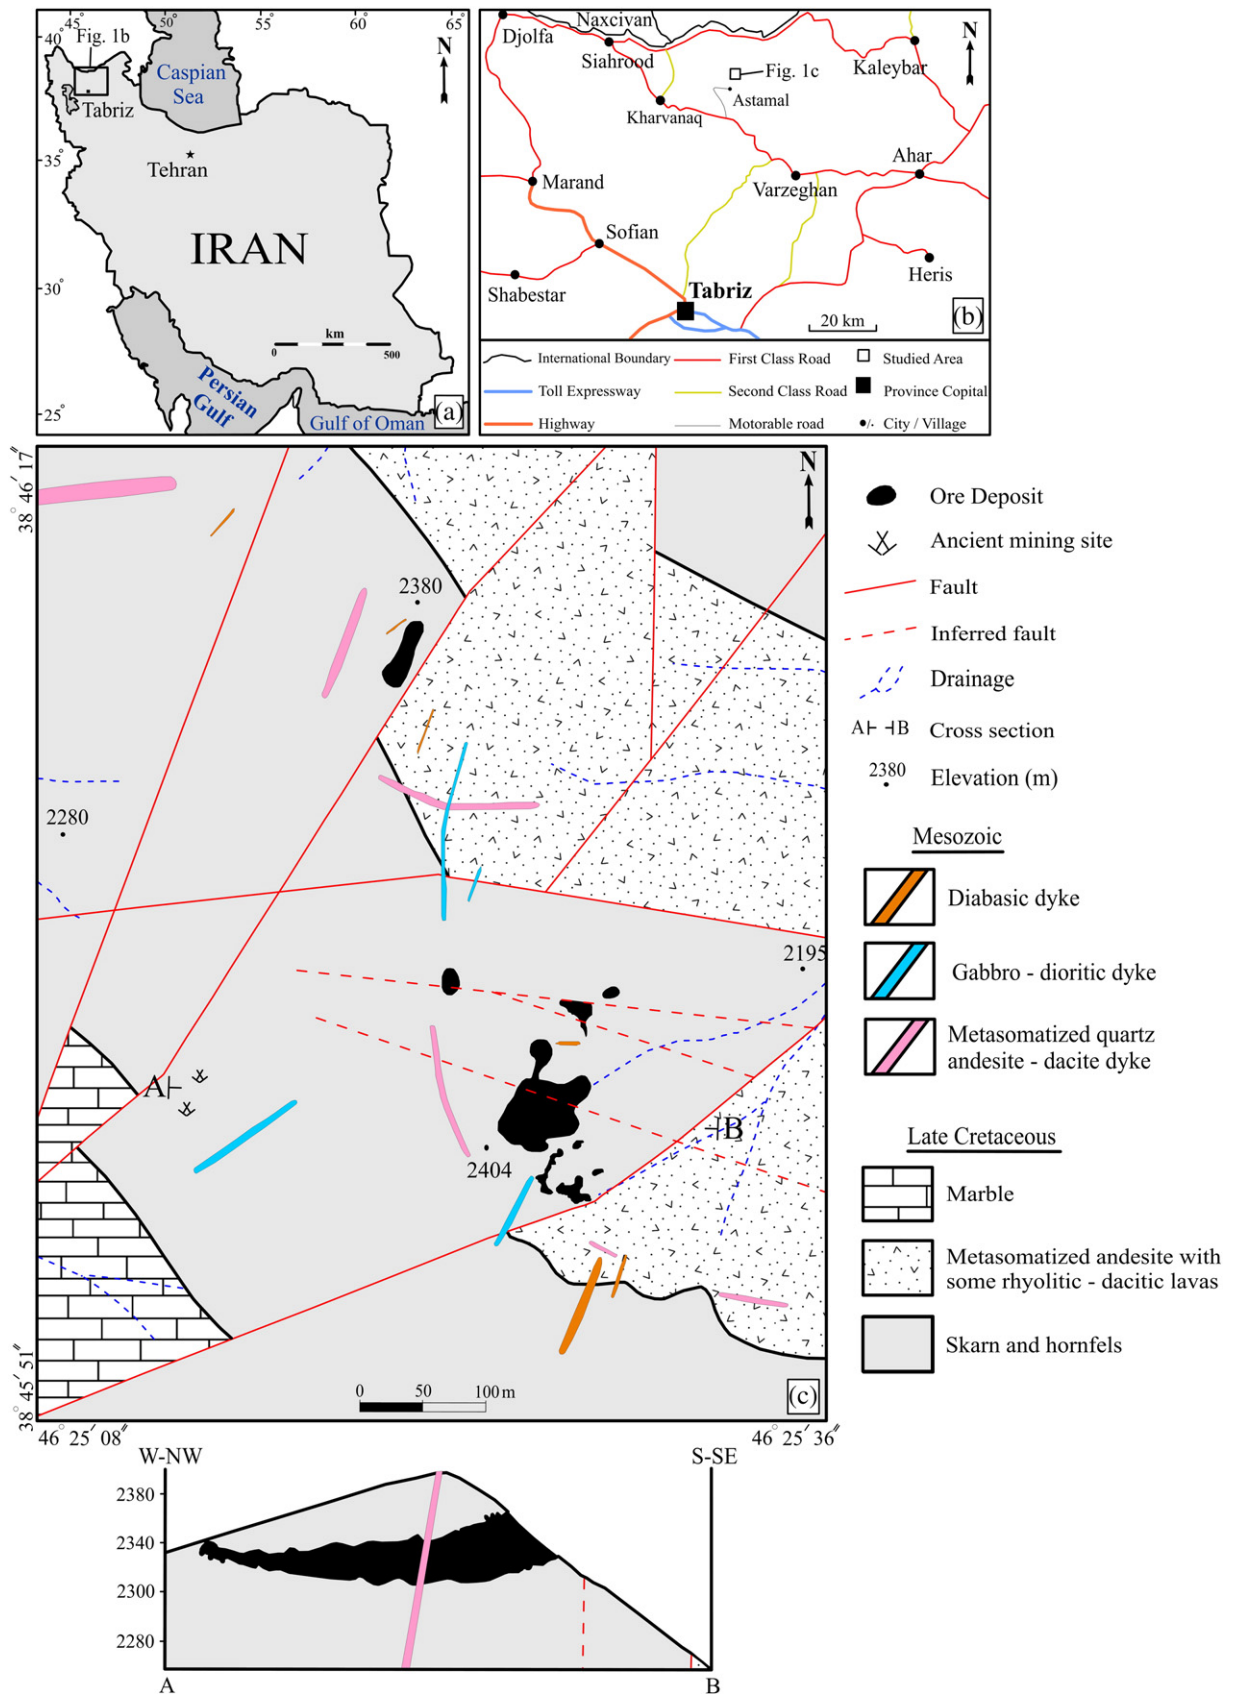 45° 50° 55° 60° 65°
40°
Fig. 1b
N
Caspian
Sea
Tabriz
35°
Tehran
IRAN
30°
km
0 500
Persian
Gulf
Gulf of Oman
25°
(a)
Naxcivan
Djolfa
Siahrood
N
Kaleybar
Fig. 1c
Astamal
Kharvanaq
Ahar
Marand
Varzeghan
Sofian
Heris
Shabestar
Tabriz
20 km
(b)
International Boundary First Class Road Studied Area
Toll Expressway Second Class Road Province Copital
Highway Motorable road City / Village
38° 46′ 17″
N
2380
2280
2195
A
B
2404
38° 45′ 51″
0 50 100 m
(c)
46° 25′ 08″ 46° 25′ 36″
Ore Deposit
Ancient mining site
Fault
Inferred fault
Drainage
A B Cross section
2380
Elevation (m)
Mesozoic
Diabasic dyke
Gabbro - dioritic dyke
Metasomatized quartz
andesite - dacite dyke
Late Cretaceous
Marble
Metasomatized andesite with
some rhyolitic - dacitic lavas
Skarn and hornfels
W-NW S-SE
2380
2340
2300
2280
A B